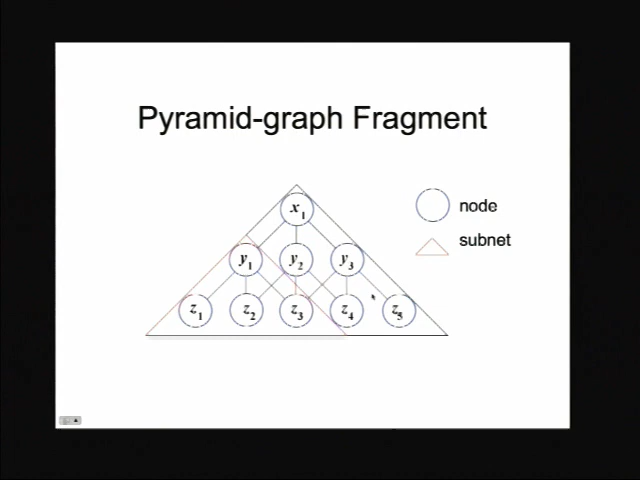 Pyramid-graph Fragment
x1
node
subnet
y1 y2 y3
z1 z2 z3 z4 z5